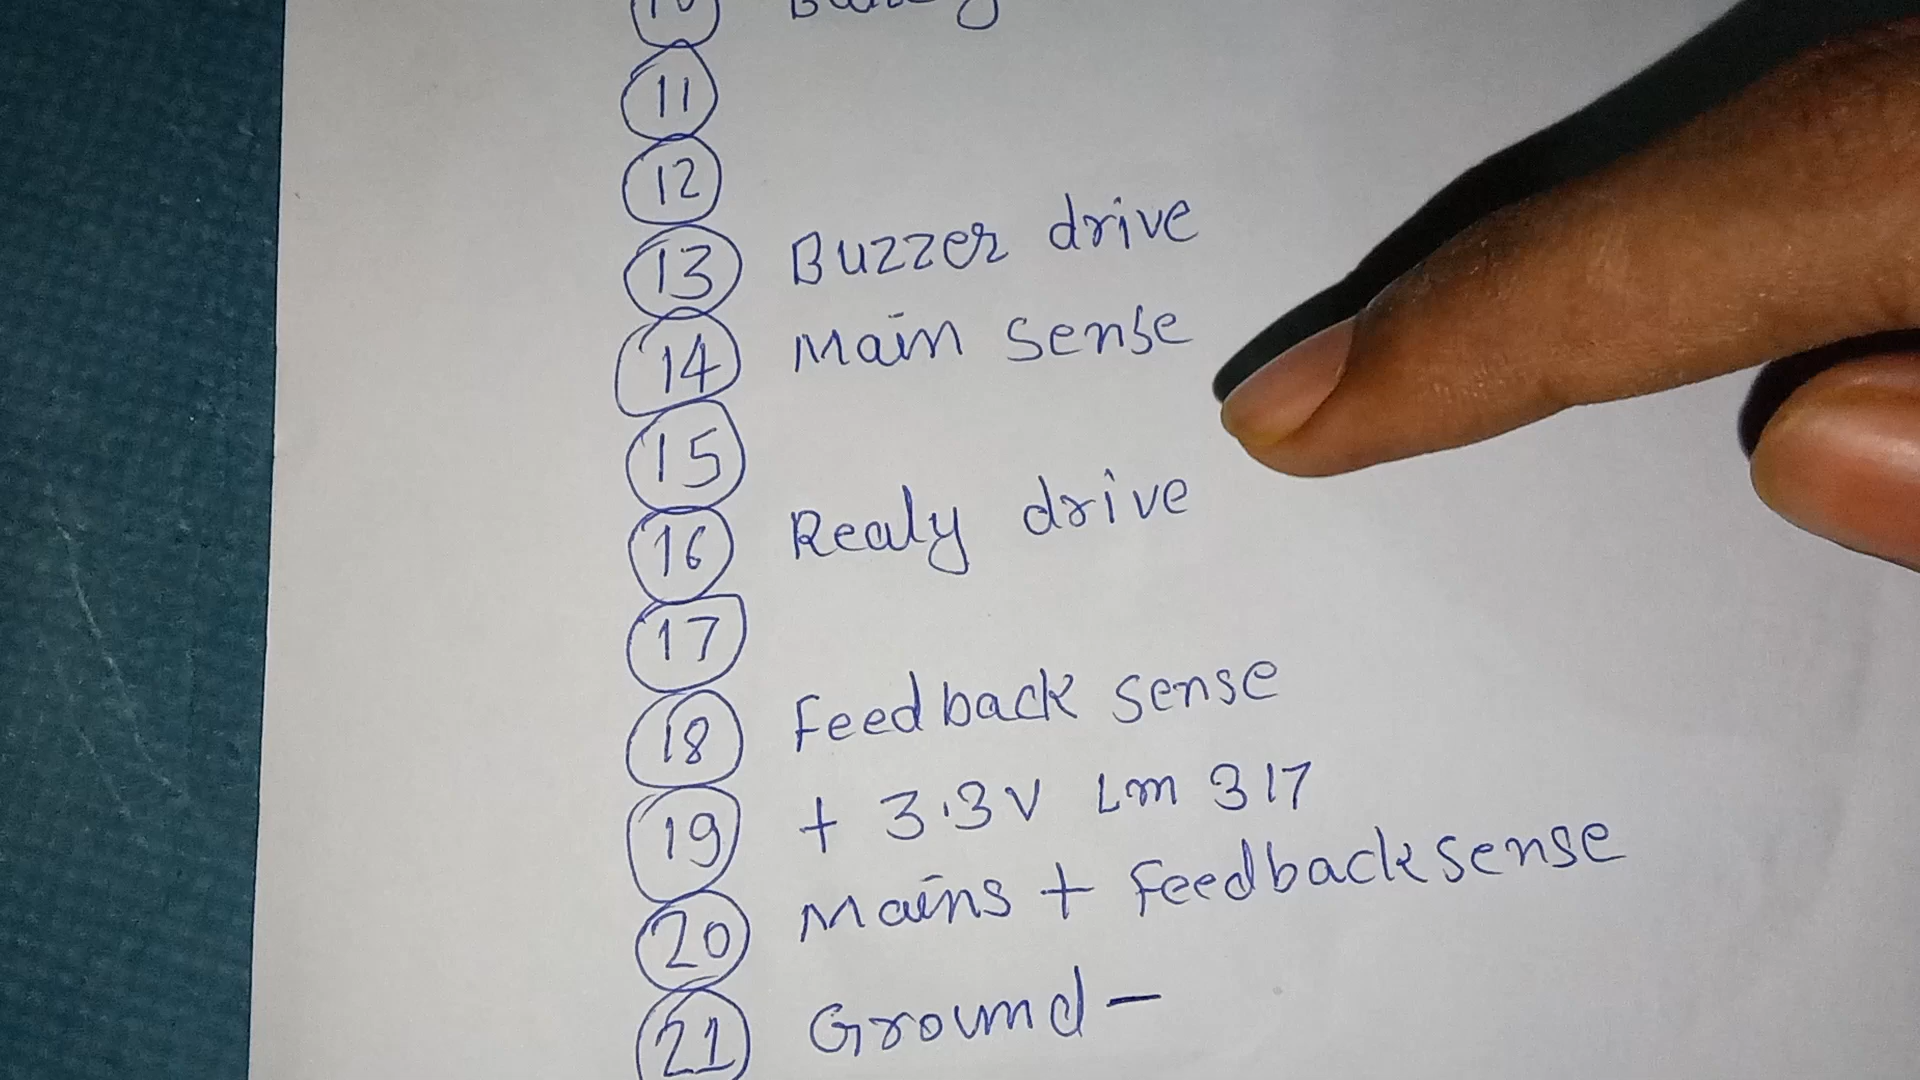 10
11
12
13 Buzzer drive
14 Main sense
15
16 Realy drive
17
18 Feedback sense
19 + 3.3V Lm 317
20 Mains + Feedback sense
21 Ground -